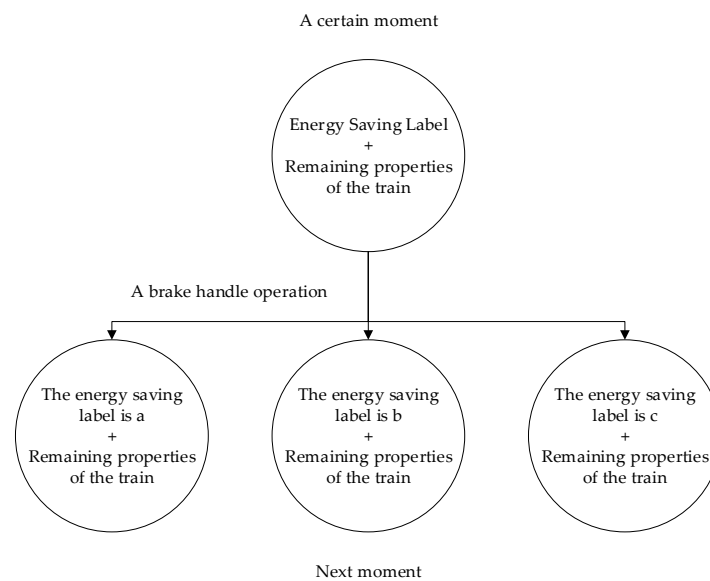 A certain moment
Energy Saving Label
+
Remaining properties
of the train
A brake handle operation
The energy saving
label is a
+
Remaining properties
of the train
The energy saving
label is b
+
Remaining properties
of the train
The energy saving
label is c
+
Remaining properties
of the train
Next moment